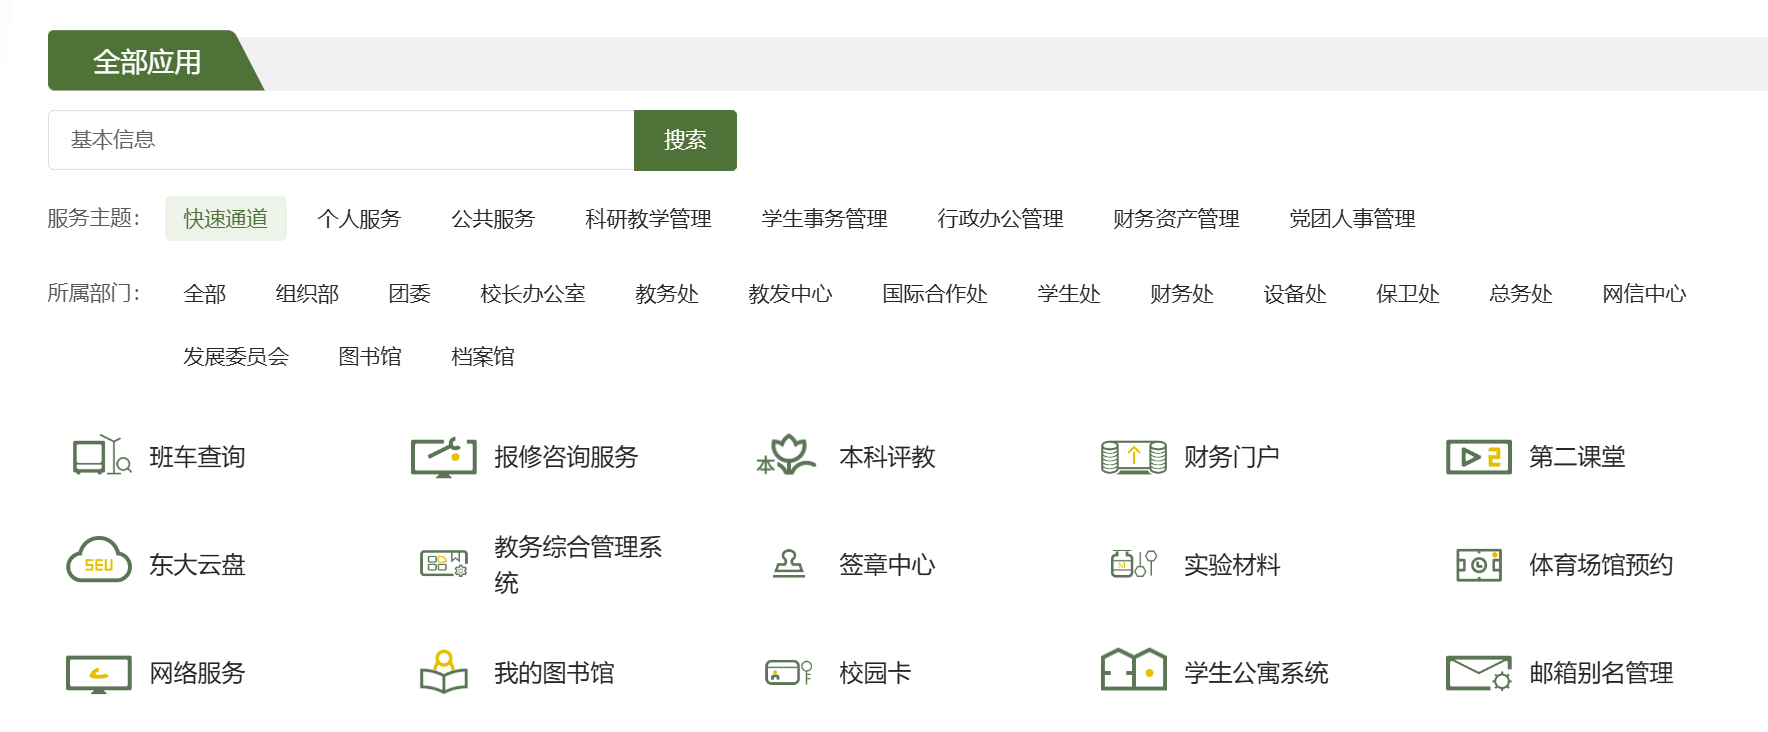 全部应用
基本信息 搜索
服务主题： 快速通道 个人服务 公共服务 科研教学管理 学生事务管理 行政办公管理 财务资产管理 党团人事管理
所属部门： 全部 组织部 团委 校长办公室 教务处 教发中心 国际合作处 学生处 财务处 设备处 保卫处 总务处 网信中心
发展委员会 图书馆 档案馆
班车查询 报修咨询服务 本 本科评教 财务门户 2 第二课堂
SEU 东大云盘 教务综合管理系
统 签章中心 M 实验材料 体育场馆预约
网络服务 我的图书馆 校园卡 学生公寓系统 邮箱别名管理